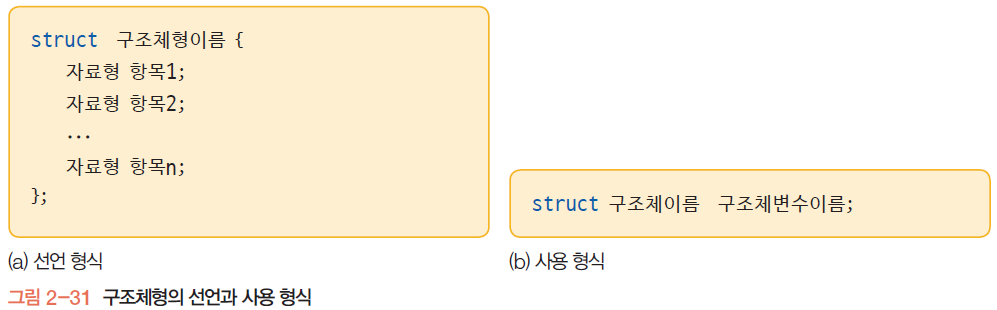 struct 구조체형이름 {
자료형 항목1;
자료형 항목2;
...
자료형 항목n;
};
struct 구조체이름 구조체변수이름;
(a) 선언 형식
(b) 사용 형식
그림 2-31 구조체형의 선언과 사용 형식